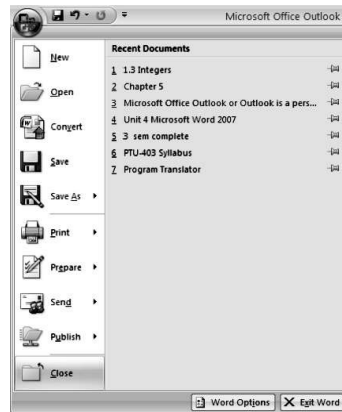 Microsoft Office Outlook
New
Open
Convert
Save
Save As
Print
Prepare
Send
Publish
Close
Recent Documents
1 1.3 Integers
2 Chapter 5
3 Microsoft Office Outlook or Outlook is a pers...
4 Unit 4 Microsoft Word 2007
5 3 sem complete
6 PTU-403 Syllabus
7 Program Translator
Word Options
Exit Word